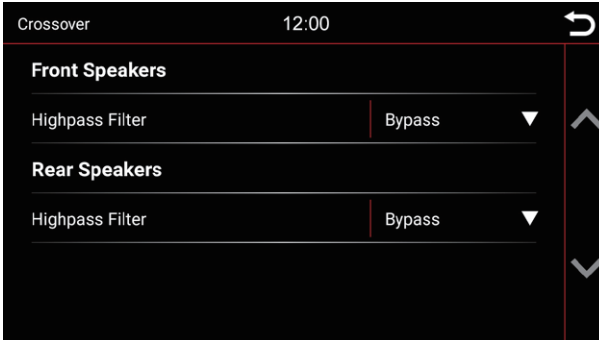 Crossover 12:00
Front Speakers
Highpass Filter Bypass
Rear Speakers
Highpass Filter Bypass